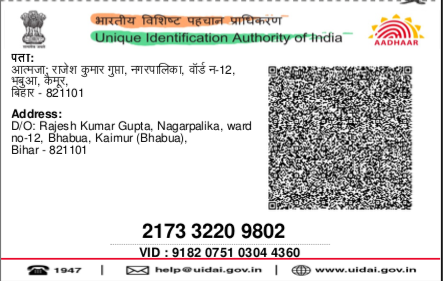 भारतीय विशिष्ट पहचान प्राधिकरण
Unique Identification Authority of India
AADHAAR
पता:
आत्मजा: राजेश कुमार गुप्ता, नगरपालिका, वॉर्ड न-12,
भबुआ, कैमूर,
बिहार - 821101
Address:
D/O: Rajesh Kumar Gupta, Nagarpalika, ward
no-12, Bhabua, Kaimur (Bhabua),
Bihar - 821101
2173 3220 9802
VID : 9182 0751 0304 4360
1947 | help@uidai.gov.in | www.uidai.gov.in